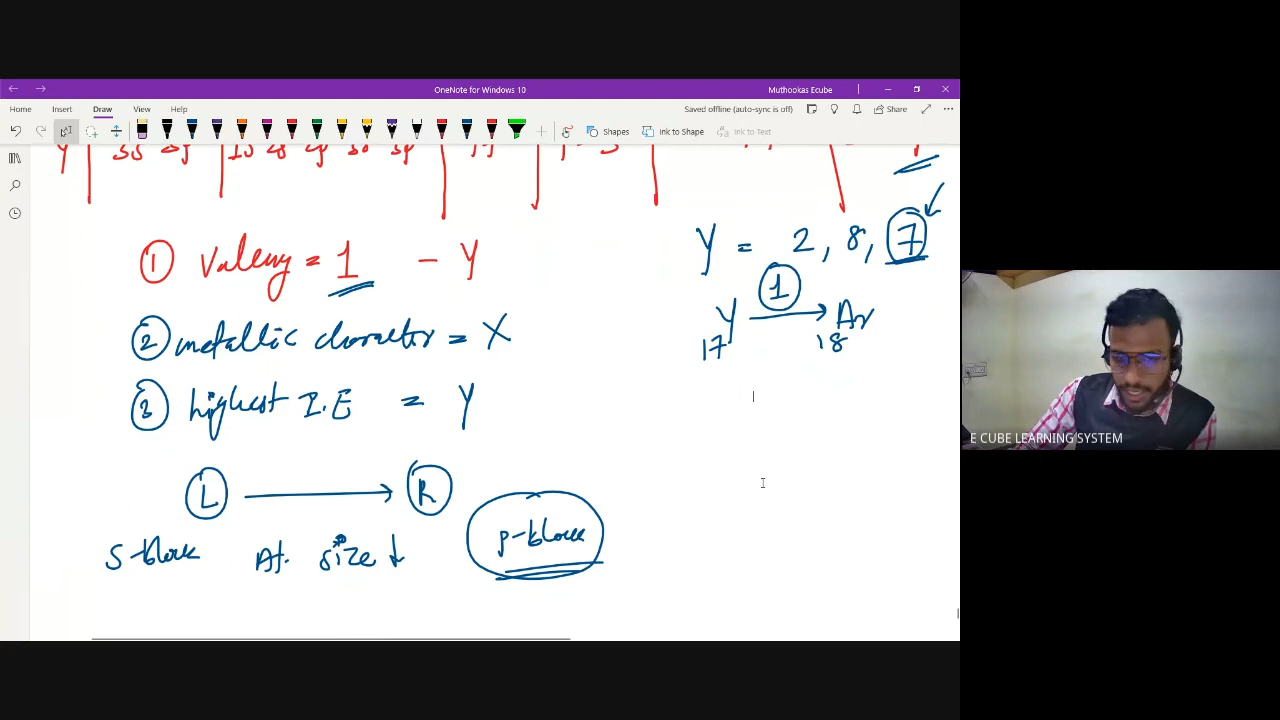 OneNote for Windows 10
Muthookas Ecube
Home Insert Draw View Help
Saved offline (auto-sync is off)
Share
Shapes
Ink to Shape
Ink to Text
① Valency = 1 - Y
② metallic character = X
③ highest I.E = Y
L → R
S-block At. size ↓ p-block
Y = 2, 8, 7
1
Y → Ar
17 18
E CUBE LEARNING SYSTEM